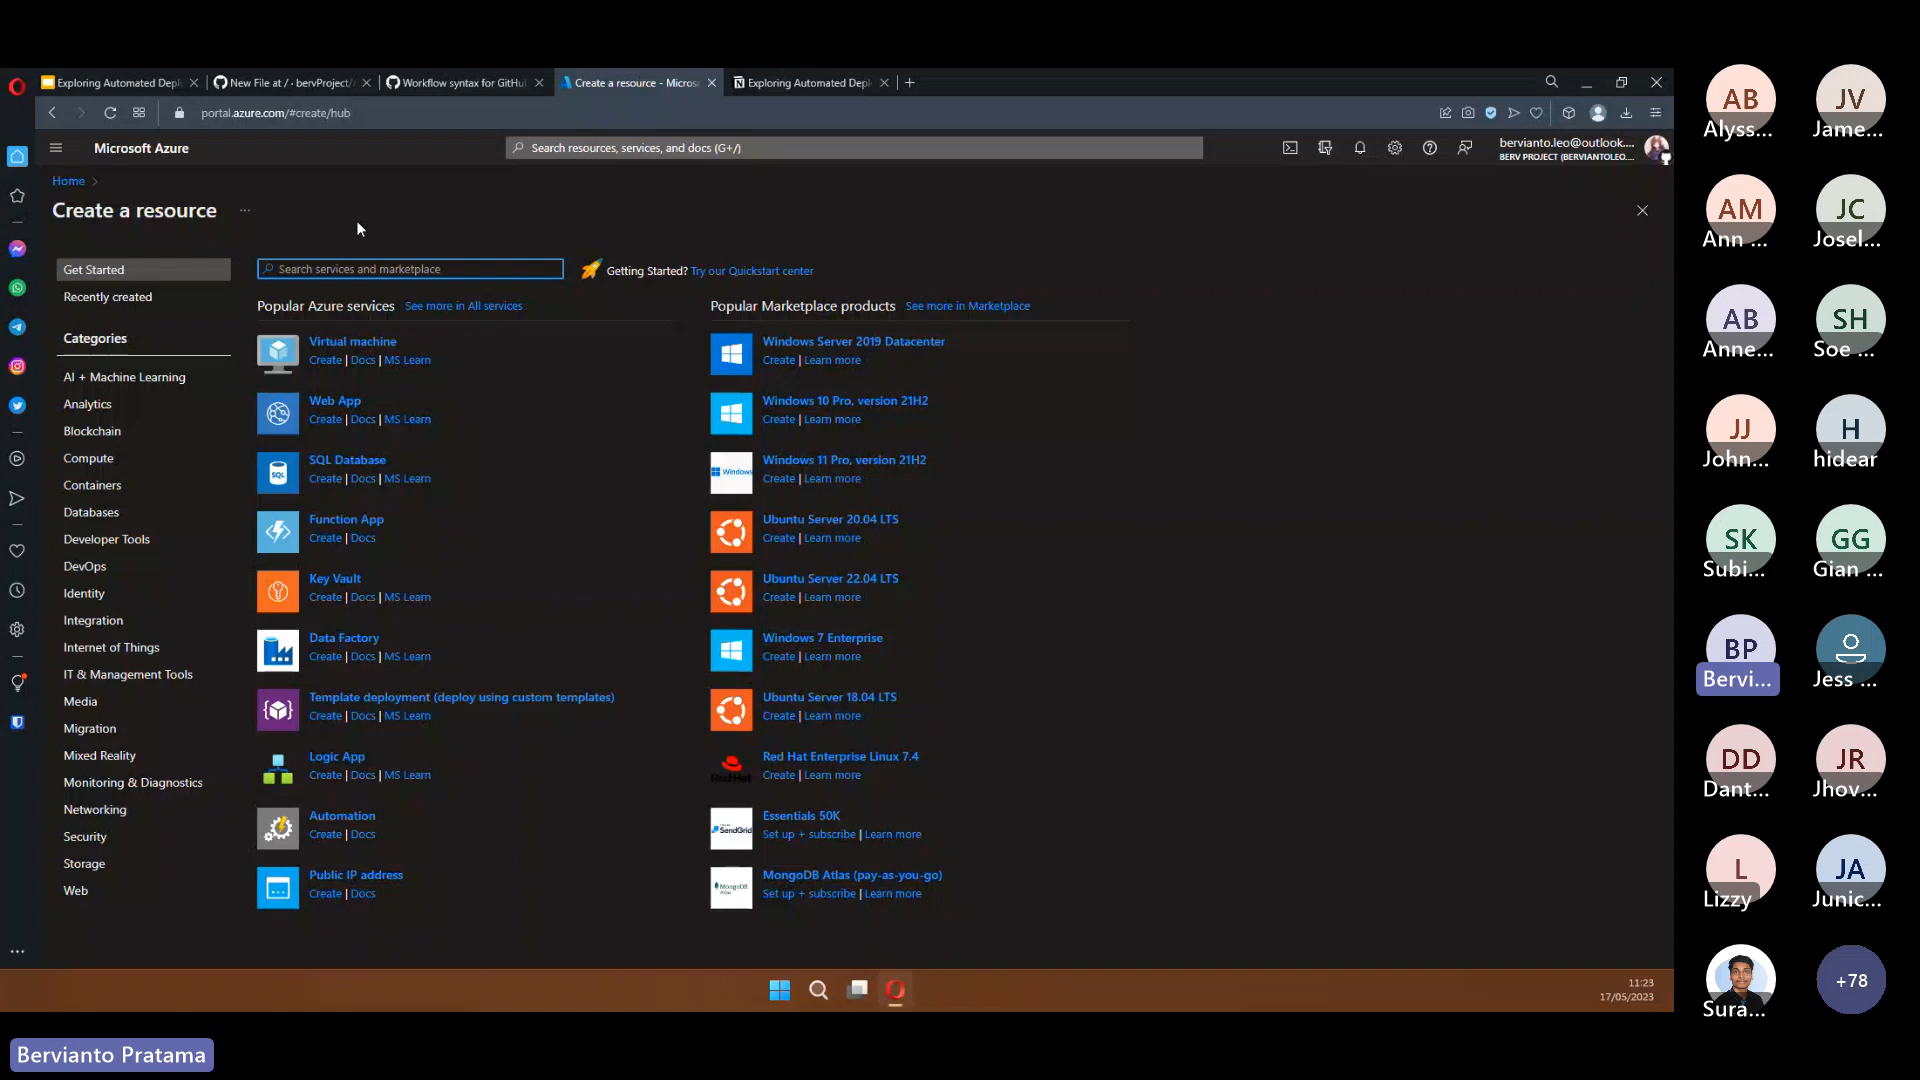 Exploring Automated Depl
New File at / · bervProject/
Workflow syntax for GitHu
Create a resource - Micros
Exploring Automated Depl
portal.azure.com/#create/hub
Microsoft Azure
Search resources, services, and docs (G+/)
bervianto.leo@outlook....
BERV PROJECT (BERVIANTOLEO....
Home >
Create a resource ...
Get Started
Recently created
Categories
AI + Machine Learning
Analytics
Blockchain
Compute
Containers
Databases
Developer Tools
DevOps
Identity
Integration
Internet of Things
IT & Management Tools
Media
Migration
Mixed Reality
Monitoring & Diagnostics
Networking
Security
Storage
Web
Search services and marketplace
Getting Started? Try our Quickstart center
Popular Azure services See more in All services
Virtual machine
Create | Docs | MS Learn
Web App
Create | Docs | MS Learn
SQL
SQL Database
Create | Docs | MS Learn
Function App
Create | Docs
Key Vault
Create | Docs | MS Learn
Data Factory
Create | Docs | MS Learn
Template deployment (deploy using custom templates)
Create | Docs | MS Learn
Logic App
Create | Docs | MS Learn
Automation
Create | Docs
Public IP address
Create | Docs
Popular Marketplace products See more in Marketplace
Windows Server 2019 Datacenter
Create | Learn more
Windows 10 Pro, version 21H2
Create | Learn more
Windows
Windows 11 Pro, version 21H2
Create | Learn more
Ubuntu Server 20.04 LTS
Create | Learn more
Ubuntu Server 22.04 LTS
Create | Learn more
Windows 7 Enterprise
Create | Learn more
Ubuntu Server 18.04 LTS
Create | Learn more
Red Hat
Red Hat Enterprise Linux 7.4
Create | Learn more
SendGrid
Essentials 50K
Set up + subscribe | Learn more
MongoDB
Atlas
MongoDB Atlas (pay-as-you-go)
Set up + subscribe | Learn more
11:23
17/05/2023
AB
Alyss...
JV
Jame...
AM
Ann ...
JC
Josel...
AB
Anne...
SH
Soe ...
JJ
John...
H
hidear
SK
Subi...
GG
Gian ...
BP
Bervi...
Jess ...
DD
Dant...
JR
Jhov...
L
Lizzy
JA
Junic...
Sura...
+78
Bervianto Pratama